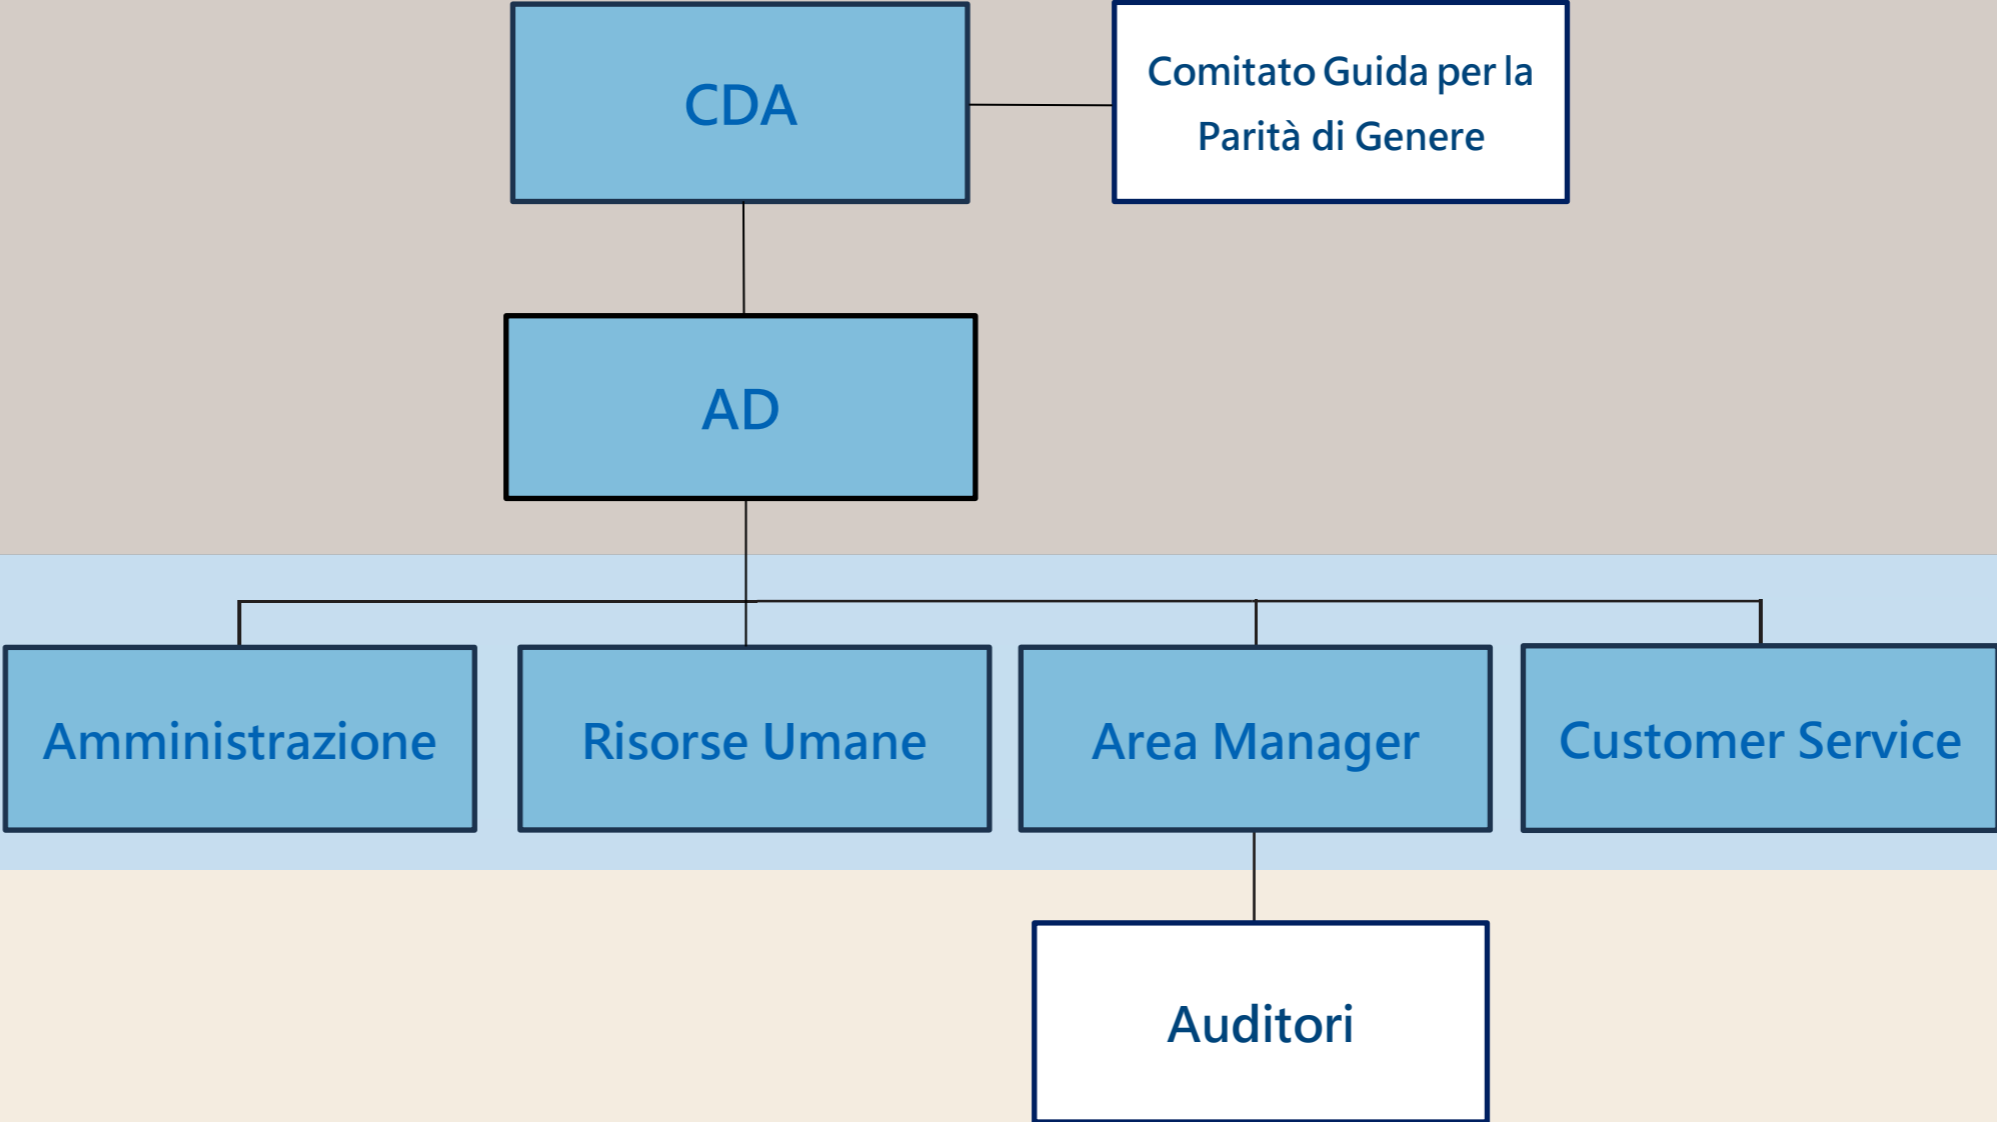 CDA
Comitato Guida per la
Parità di Genere
AD
Amministrazione
Risorse Umane
Area Manager
Customer Service
Auditori